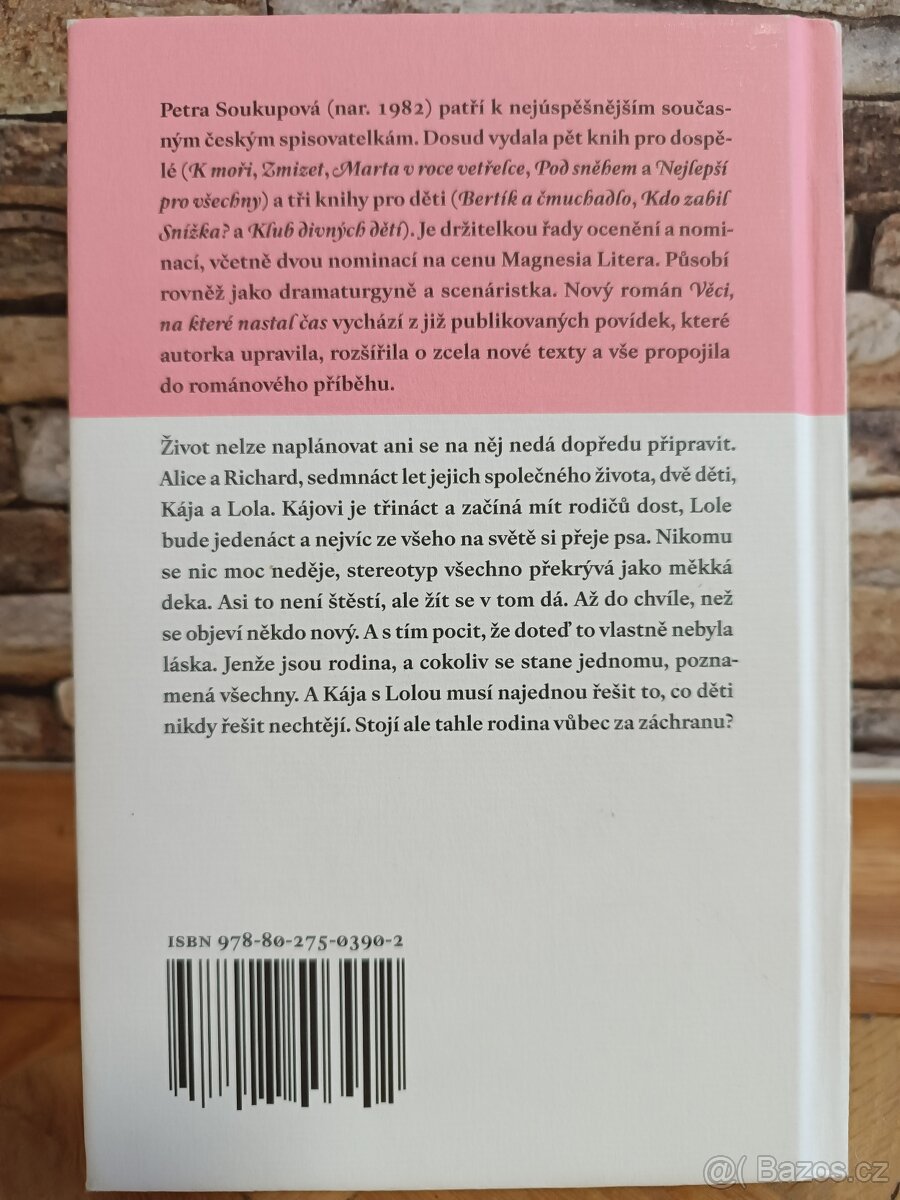 Petra Soukupová (nar. 1982) patří k nejúspěšnějším součas-
ným českým spisovatelkám. Dosud vydala pět knih pro dospě-
lé (K moři, Zmizet, Marta v roce vetřelce, Pod sněhem a Nejlepší
pro všechny) a tři knihy pro děti (Bertík a čmuchadlo, Kdo zabil
Snížka? a Klub divných dětí). Je držitelkou řady ocenění a nomi-
nací, včetně dvou nominací na cenu Magnesia Litera. Působí
rovněž jako dramaturgyně a scenáristka. Nový román Věci,
na které nastal čas vychází z již publikovaných povídek, které
autorka upravila, rozšířila o zcela nové texty a vše propojila
do románového příběhu.
Život nelze naplánovat ani se na něj nedá dopředu připravit.
Alice a Richard, sedmnáct let jejich společného života, dvě děti,
Kája a Lola. Kájovi je třináct a začíná mít rodičů dost, Lole
bude jedenáct a nejvíc ze všeho na světě si přeje psa. Nikomu
se nic moc neděje, stereotyp všechno překrývá jako měkká
deka. Asi to není štěstí, ale žít se v tom dá. Až do chvíle, než
se objeví někdo nový. A s tím pocit, že doteď to vlastně nebyla
láska. Jenže jsou rodina, a cokoliv se stane jednomu, pozna-
mená všechny. A Kája s Lolou musí najednou řešit to, co děti
nikdy řešit nechtějí. Stojí ale tahle rodina vůbec za záchranu?
ISBN 978-80-275-0390-2
@( Bazos.cz